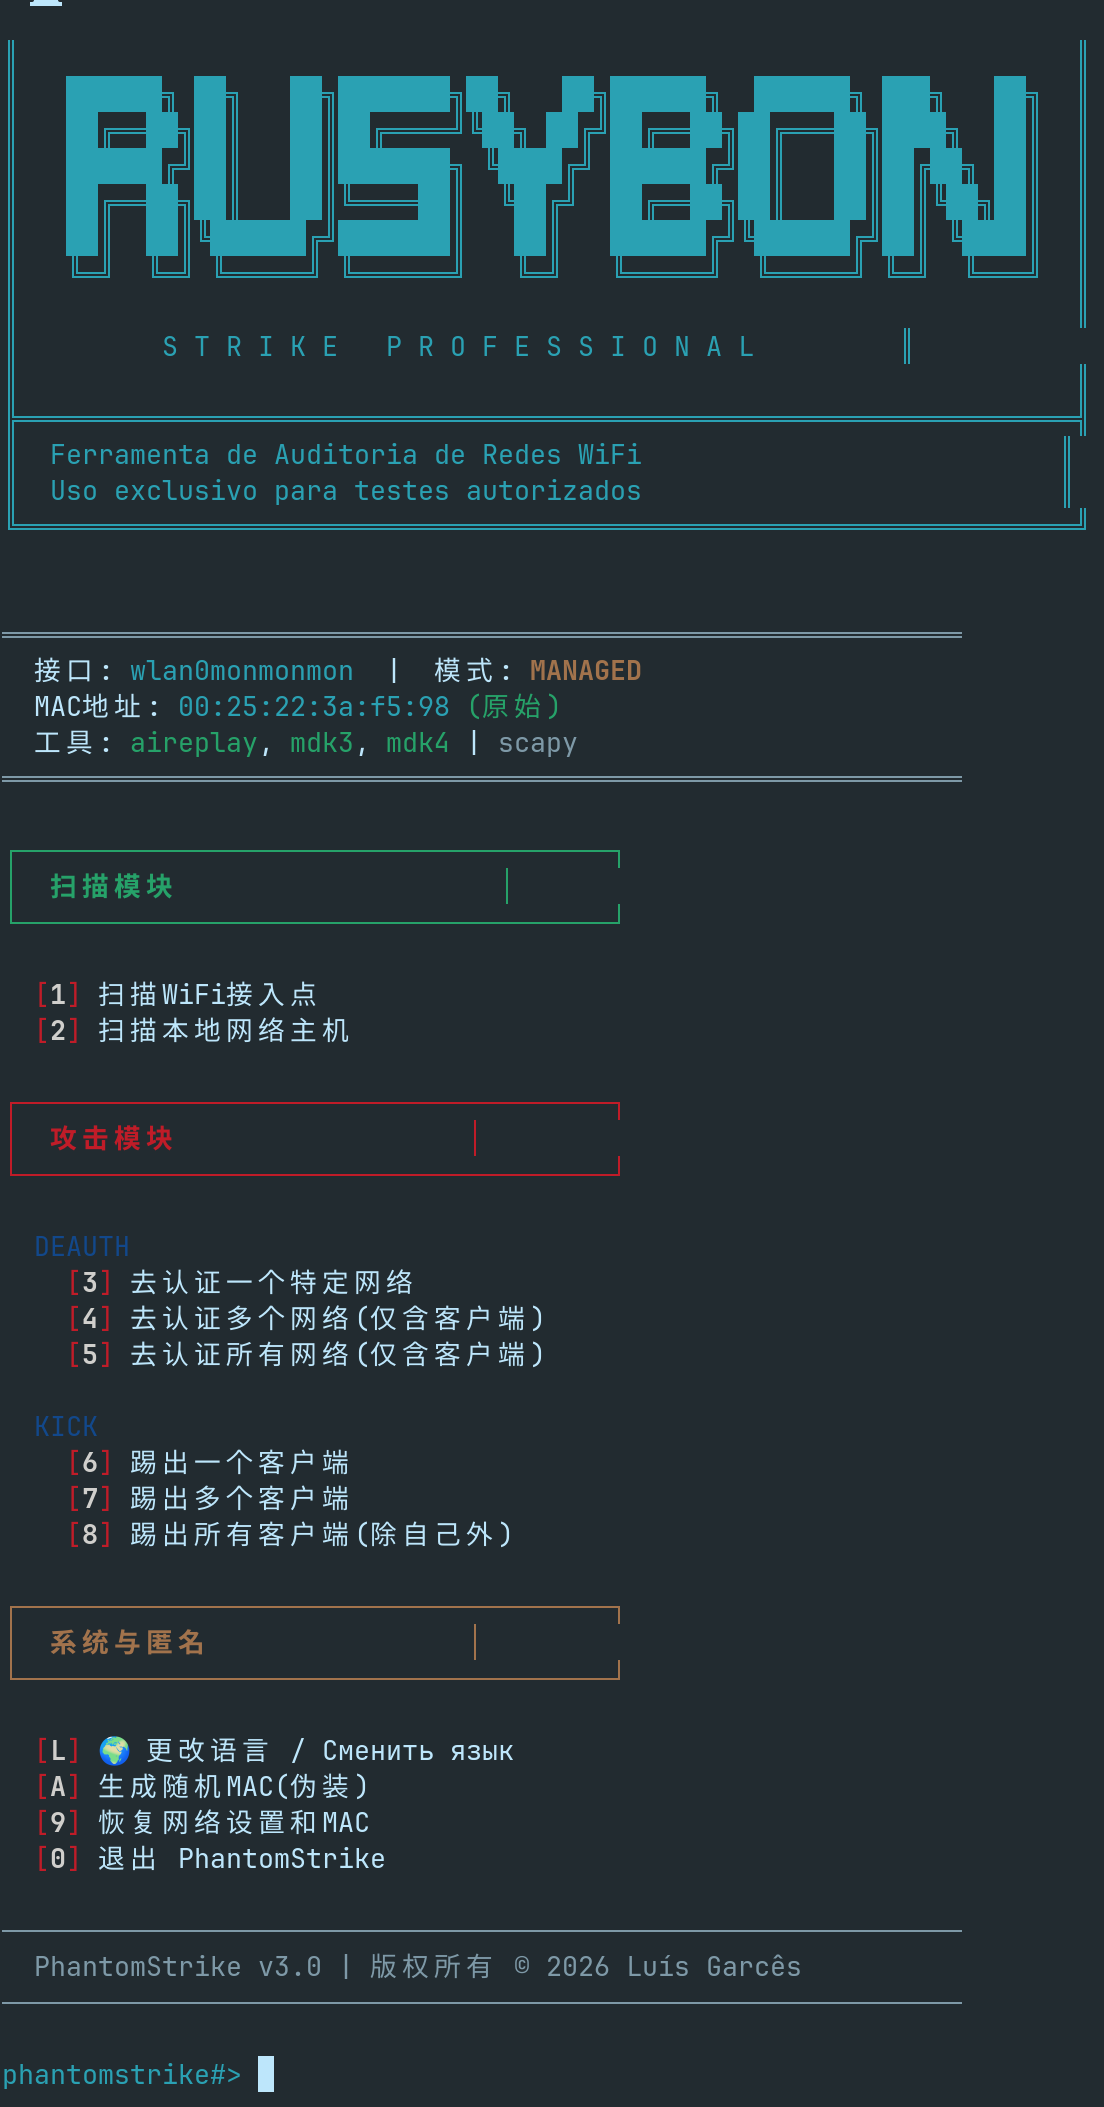 RUSYBON
STRIKE PROFESSIONAL
Ferramenta de Auditoria de Redes WiFi
Uso exclusivo para testes autorizados
接口: wlan0monmonmon | 模式: MANAGED
MAC地址: 00:25:22:3a:f5:98 (原始)
工具: aireplay, mdk3, mdk4 | scapy
扫描模块
[1] 扫描WiFi接入点
[2] 扫描本地网络主机
攻击模块
DEAUTH
[3] 去认证一个特定网络
[4] 去认证多个网络(仅含客户端)
[5] 去认证所有网络(仅含客户端)
KICK
[6] 踢出一个客户端
[7] 踢出多个客户端
[8] 踢出所有客户端(除自己外)
系统与匿名
[L] 🌍 更改语言 / Сменить язык
[A] 生成随机MAC(伪装)
[9] 恢复网络设置和MAC
[0] 退出 PhantomStrike
PhantomStrike v3.0 | 版权所有 © 2026 Luís Garcês
phantomstrike#>